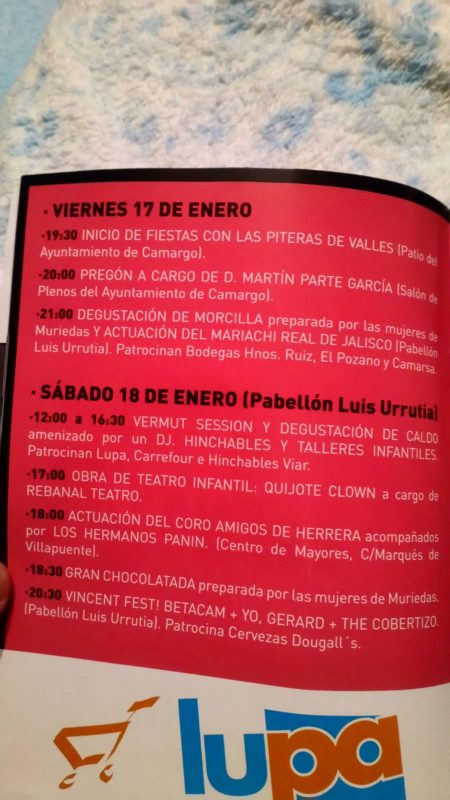 · VIERNES 17 DE ENERO
·19:30 INICIO DE FIESTAS CON LAS PITERAS DE VALLES (Patio del
Ayuntamiento de Camargo).
·20:00 PREGÓN A CARGO DE D. MARTÍN PARTE GARCÍA (Salón de
Plenos del Ayuntamiento de Camargo).
·21:00 DEGUSTACIÓN DE MORCILLA preparada por las mujeres de
Muriedas Y ACTUACIÓN DEL MARIACHI REAL DE JALISCO (Pabellón
Luis Urrutia). Patrocinan Bodegas Hnos. Ruiz, El Pozano y Camarsa.
· SÁBADO 18 DE ENERO (Pabellón Luis Urrutia)
·12:00 a 16:30 VERMUT SESSION Y DEGUSTACIÓN DE CALDO
amenizado por un DJ. HINCHABLES Y TALLERES INFANTILES.
Patrocinan Lupa, Carrefour e Hinchables Viar.
·17:00 OBRA DE TEATRO INFANTIL: QUIJOTE CLOWN a cargo de
REBANAL TEATRO.
·18:00 ACTUACIÓN DEL CORO AMIGOS DE HERRERA acompañados
por LOS HERMANOS PANIN. (Centro de Mayores, C/Marqués de
Villapuente).
·18:30 GRAN CHOCOLATADA preparada por las mujeres de Muriedas.
·20:30 VINCENT FEST! BETACAM + YO, GERARD + THE COBERTIZO.
(Pabellón Luis Urrutia). Patrocina Cervezas Dougall´s.
lupa